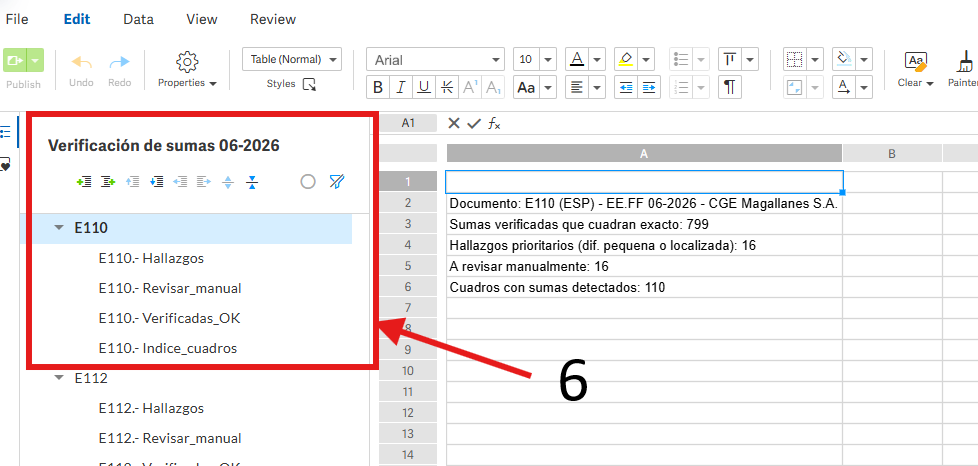 File Edit Data View Review
Publish
Undo
Redo
Properties
Table (Normal)
Styles
Arial
10
A
B I U K A A Aa
A
Aa
Clear
Painter
Verificación de sumas 06-2026
A1
fx
A B
E110
E110.- Hallazgos
E110.- Revisar_manual
E110.- Verificadas_OK
E110.- Indice_cuadros
E112
E112.- Hallazgos
E112.- Revisar_manual
1
2 Documento: E110 (ESP) - EE.FF 06-2026 - CGE Magallanes S.A.
3 Sumas verificadas que cuadran exacto: 799
4 Hallazgos prioritarios (dif. pequena o localizada): 16
5 A revisar manualmente: 16
6 Cuadros con sumas detectados: 110
7
8
9
10
11
12
13
14
6